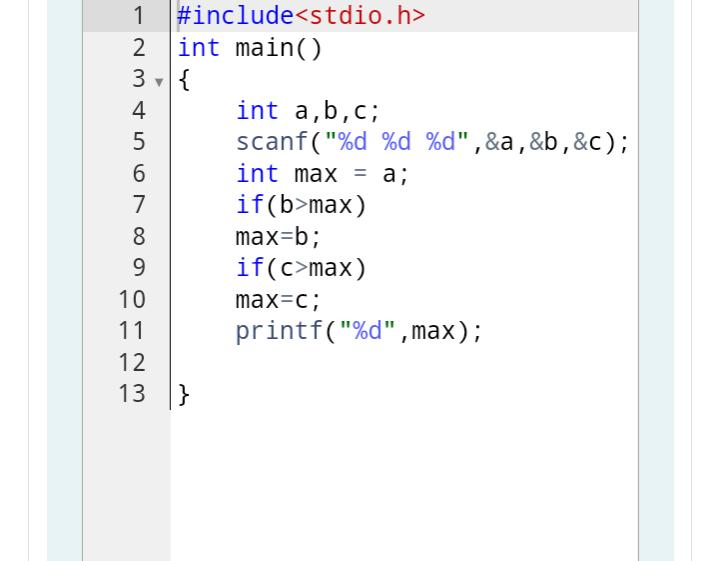 1 #include<stdio.h>
2 int main()
3 {
4     int a,b,c;
5     scanf("%d %d %d",&a,&b,&c);
6     int max = a;
7     if(b>max)
8     max=b;
9     if(c>max)
10     max=c;
11     printf("%d",max);
12
13 }